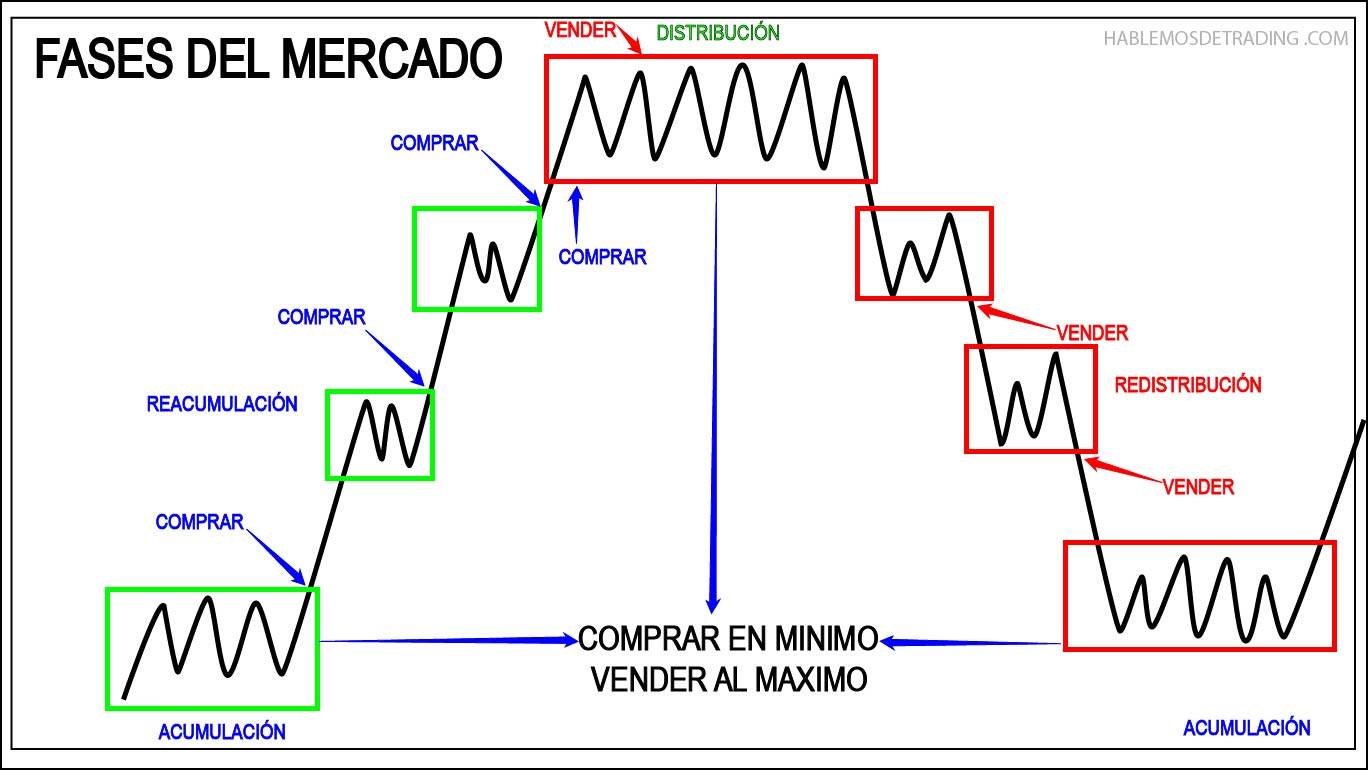 FASES DEL MERCADO
VENDER
DISTRIBUCIÓN
HABLEMOSDETRADING .COM
COMPRAR
COMPRAR
COMPRAR
VENDER
REACUMULACIÓN
REDISTRIBUCIÓN
VENDER
COMPRAR
COMPRAR EN MINIMO
VENDER AL MAXIMO
ACUMULACIÓN
ACUMULACIÓN